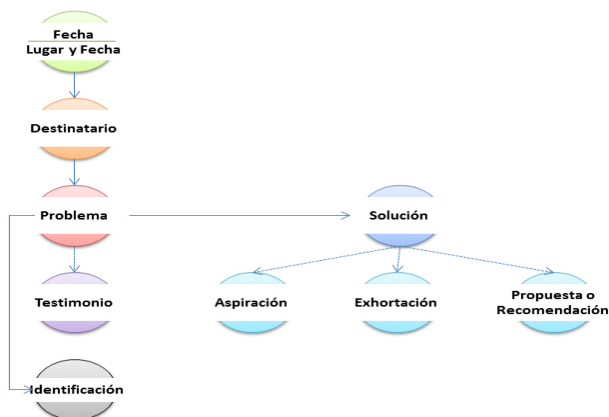 Fecha
Lugar y Fecha
Destinatario
Problema
Solución
Testimonio
Aspiración
Exhortación
Propuesta o
Recomendación
Identificación